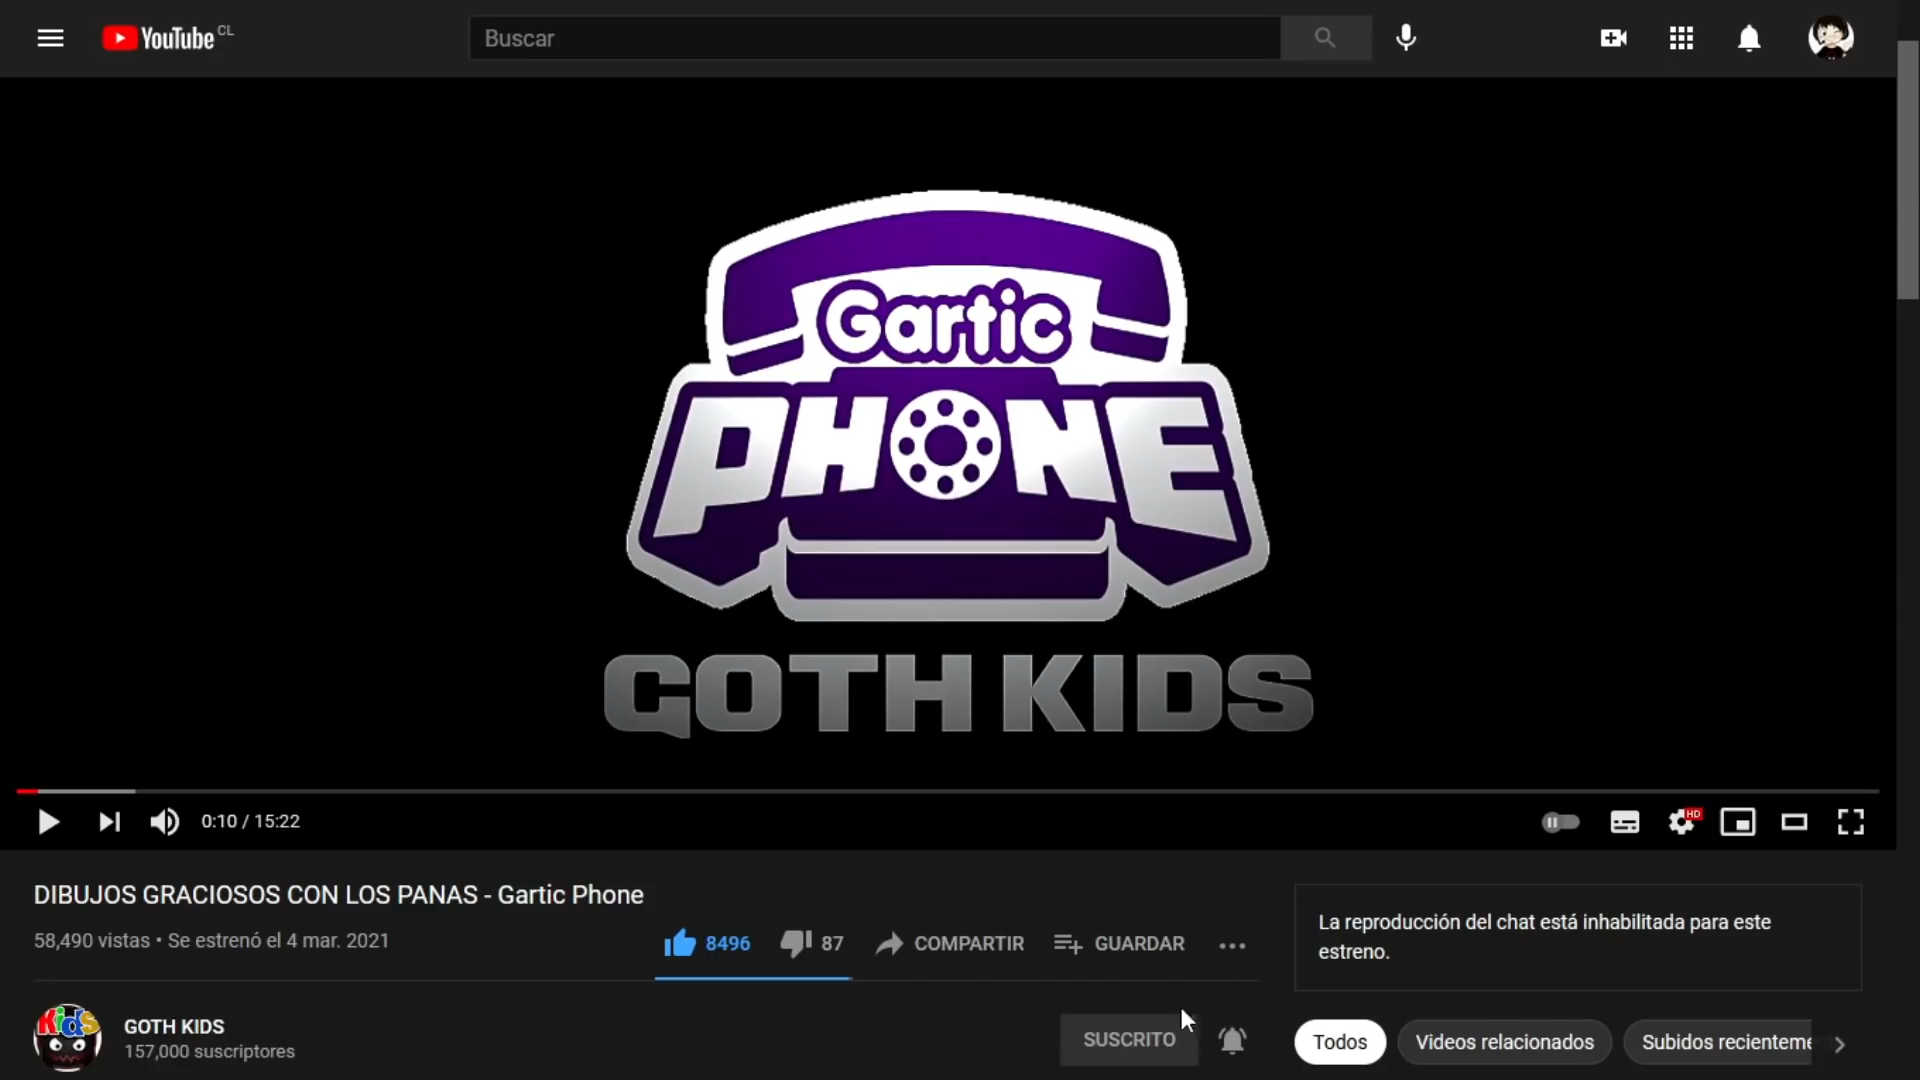 YouTube CL
Buscar
Gartic
PHONE
GOTH KIDS
0:10 / 15:22
HD
DIBUJOS GRACIOSOS CON LOS PANAS - Gartic Phone
58,490 vistas • Se estrenó el 4 mar. 2021
8496
87
COMPARTIR
GUARDAR
La reproducción del chat está inhabilitada para este
estreno.
Kids
GOTH KIDS
157,000 suscriptores
SUSCRITO
Todos
Videos relacionados
Subidos recienteme